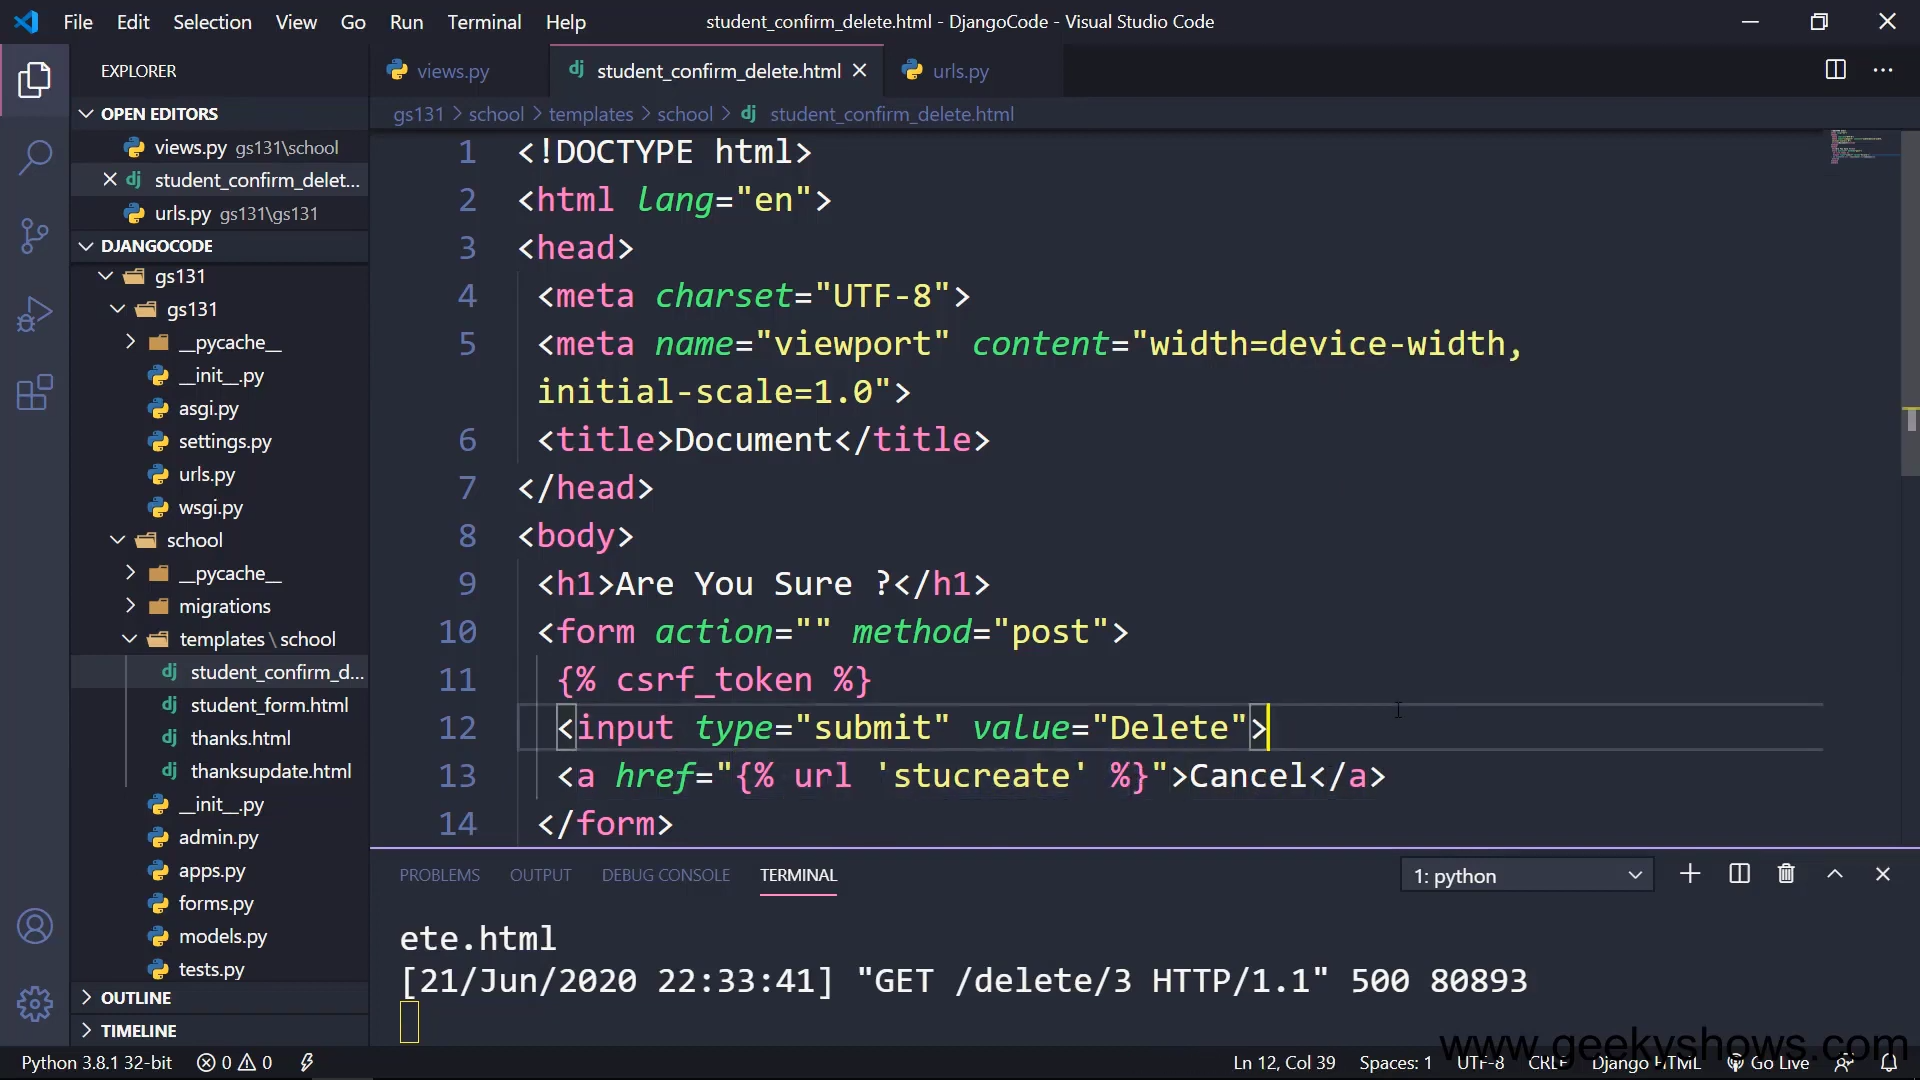 File Edit Selection View Go Run Terminal Help student_confirm_delete.html - DjangoCode - Visual Studio Code
EXPLORER
OPEN EDITORS
views.py gs131\school
student_confirm_delet...
urls.py gs131\gs131
DJANGOCODE
gs131
gs131
__pycache__
__init__.py
asgi.py
settings.py
urls.py
wsgi.py
school
__pycache__
migrations
templates \ school
student_confirm_d...
student_form.html
thanks.html
thanksupdate.html
__init__.py
admin.py
apps.py
forms.py
models.py
tests.py
OUTLINE
TIMELINE
views.py student_confirm_delete.html urls.py
gs131 > school > templates > school > student_confirm_delete.html
1 <!DOCTYPE html>
2 <html lang="en">
3 <head>
4 <meta charset="UTF-8">
5 <meta name="viewport" content="width=device-width,
initial-scale=1.0">
6 <title>Document</title>
7 </head>
8 <body>
9 <h1>Are You Sure ?</h1>
10 <form action="" method="post">
11 {% csrf_token %}
12 <input type="submit" value="Delete">
13 <a href="{% url 'stucreate' %}">Cancel</a>
14 </form>
PROBLEMS OUTPUT DEBUG CONSOLE TERMINAL 1: python
ete.html
[21/Jun/2020 22:33:41] "GET /delete/3 HTTP/1.1" 500 80893
www.geekyshows.com
Python 3.8.1 32-bit 0 0 Ln 12, Col 39 Spaces: 1 UTF-8 CRLF Django HTML Go Live